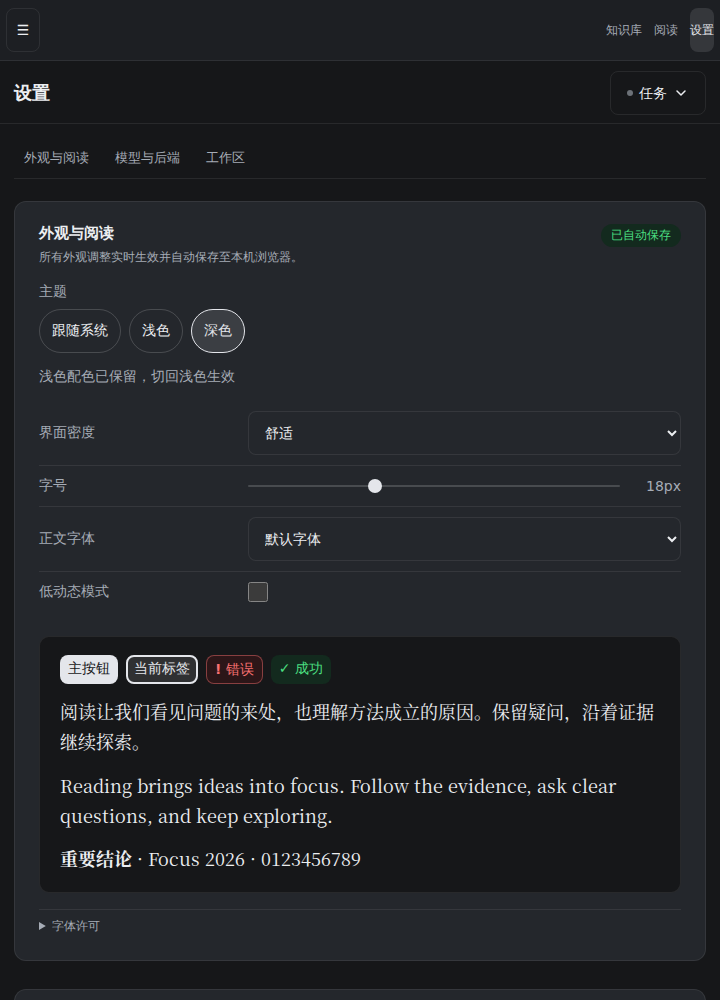 ☰
知识库 阅读 设置
设置
任务
外观与阅读 模型与后端 工作区
外观与阅读
已自动保存
所有外观调整实时生效并自动保存至本机浏览器。
主题
跟随系统 浅色 深色
浅色配色已保留，切回浅色生效
界面密度 舒适
字号 18px
正文字体 默认字体
低动态模式
主按钮 当前标签 ! 错误 ✓ 成功
阅读让我们看见问题的来处，也理解方法成立的原因。保留疑问，沿着证据
继续探索。
Reading brings ideas into focus. Follow the evidence, ask clear
questions, and keep exploring.
重要结论 · Focus 2026 · 0123456789
字体许可